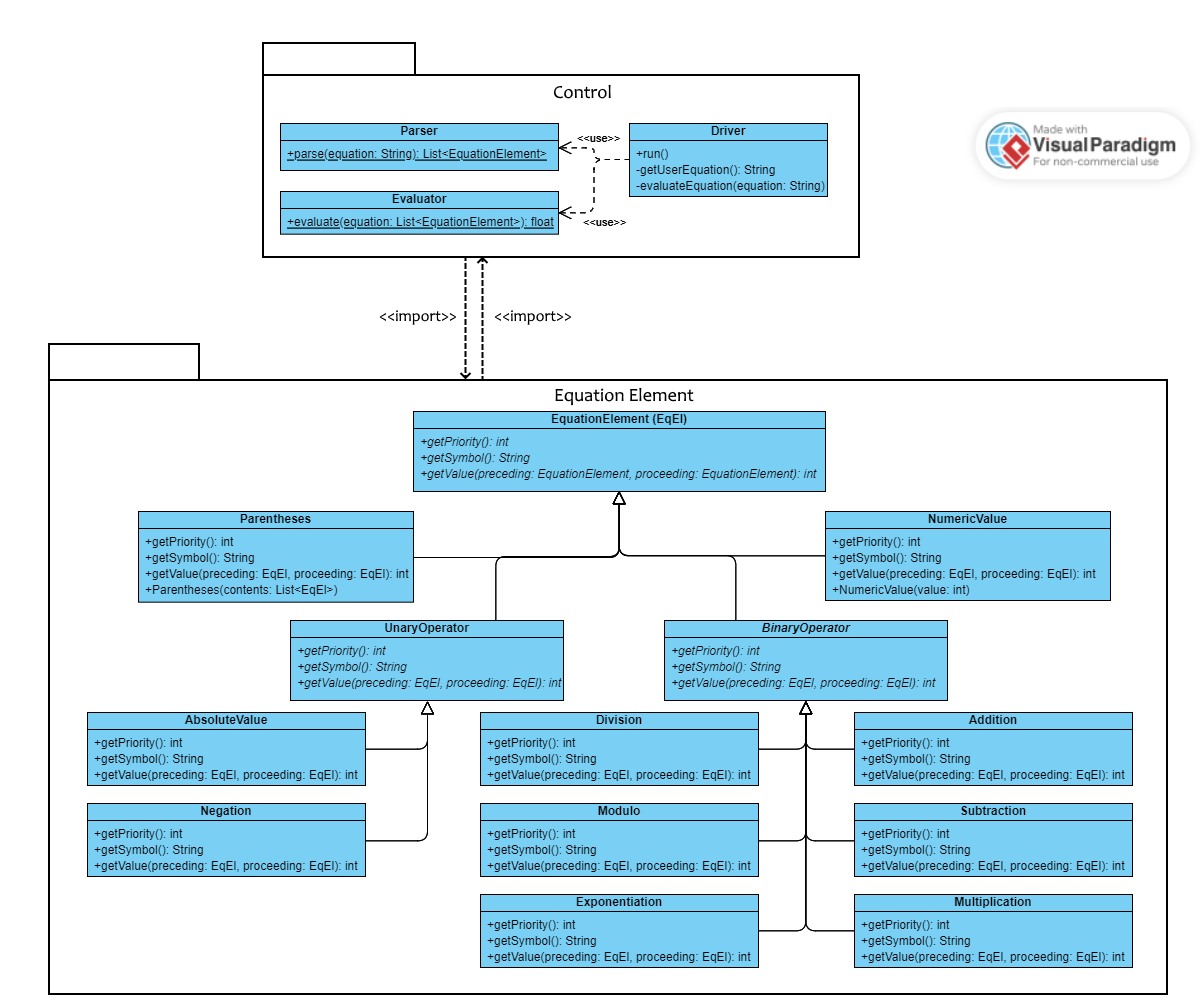 Control
Parser
+parse(equation: String): List<EquationElement>
<<use>>
Driver
+run()
-getUserEquation(): String
-evaluateEquation(equation: String)
Evaluator
+evaluate(equation: List<EquationElement>): float
<<use>>
Made with
Visual Paradigm
For non-commercial use
<<import>>
<<import>>
Equation Element
EquationElement (EqEl)
+getPriority(): int
+getSymbol(): String
+getValue(preceding: EquationElement, proceeding: EquationElement): int
Parentheses
+getPriority(): int
+getSymbol(): String
+getValue(preceding: EqEl, proceeding: EqEl): int
+Parentheses(contents: List<EqEl>)
NumericValue
+getPriority(): int
+getSymbol(): String
+getValue(preceding: EqEl, proceeding: EqEl): int
+NumericValue(value: int)
UnaryOperator
+getPriority(): int
+getSymbol(): String
+getValue(preceding: EqEl, proceeding: EqEl): int
BinaryOperator
+getPriority(): int
+getSymbol(): String
+getValue(preceding: EqEl, proceeding: EqEl): int
AbsoluteValue
+getPriority(): int
+getSymbol(): String
+getValue(preceding: EqEl, proceeding: EqEl): int
Division
+getPriority(): int
+getSymbol(): String
+getValue(preceding: EqEl, proceeding: EqEl): int
Addition
+getPriority(): int
+getSymbol(): String
+getValue(preceding: EqEl, proceeding: EqEl): int
Negation
+getPriority(): int
+getSymbol(): String
+getValue(preceding: EqEl, proceeding: EqEl): int
Modulo
+getPriority(): int
+getSymbol(): String
+getValue(preceding: EqEl, proceeding: EqEl): int
Subtraction
+getPriority(): int
+getSymbol(): String
+getValue(preceding: EqEl, proceeding: EqEl): int
Exponentiation
+getPriority(): int
+getSymbol(): String
+getValue(preceding: EqEl, proceeding: EqEl): int
Multiplication
+getPriority(): int
+getSymbol(): String
+getValue(preceding: EqEl, proceeding: EqEl): int